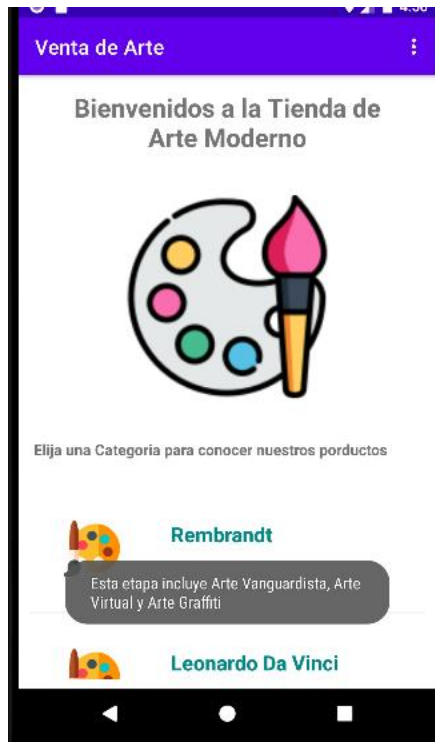 Venta de Arte
Bienvenidos a la Tienda de
Arte Moderno
Elija una Categoria para conocer nuestros porductos
Rembrandt
Esta etapa incluye Arte Vanguardista, Arte
Virtual y Arte Graffiti
Leonardo Da Vinci